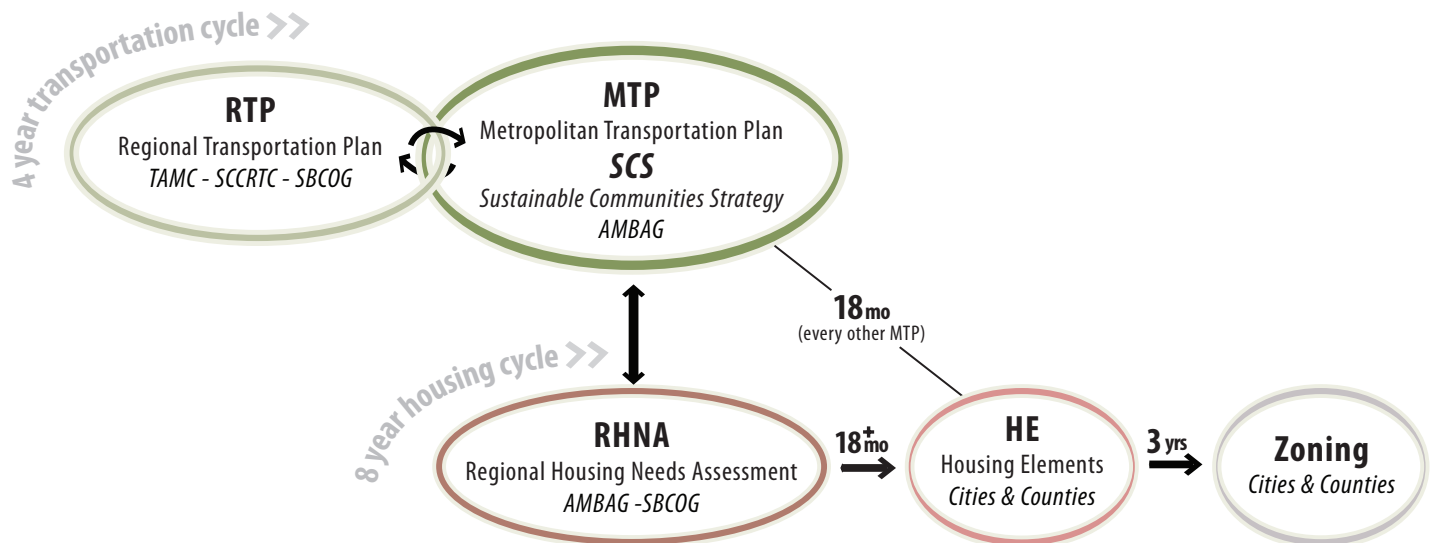 4 year transportation cycle >>
RTP
Regional Transportation Plan
TAMC - SCCRTC - SBCOG
MTP
Metropolitan Transportation Plan
SCS
Sustainable Communities Strategy
AMBAG
18 mo
(every other MTP)
8 year housing cycle >>
RHNA
Regional Housing Needs Assessment
AMBAG -SBCOG
18+ mo
HE
Housing Elements
Cities & Counties
3 yrs
Zoning
Cities & Counties